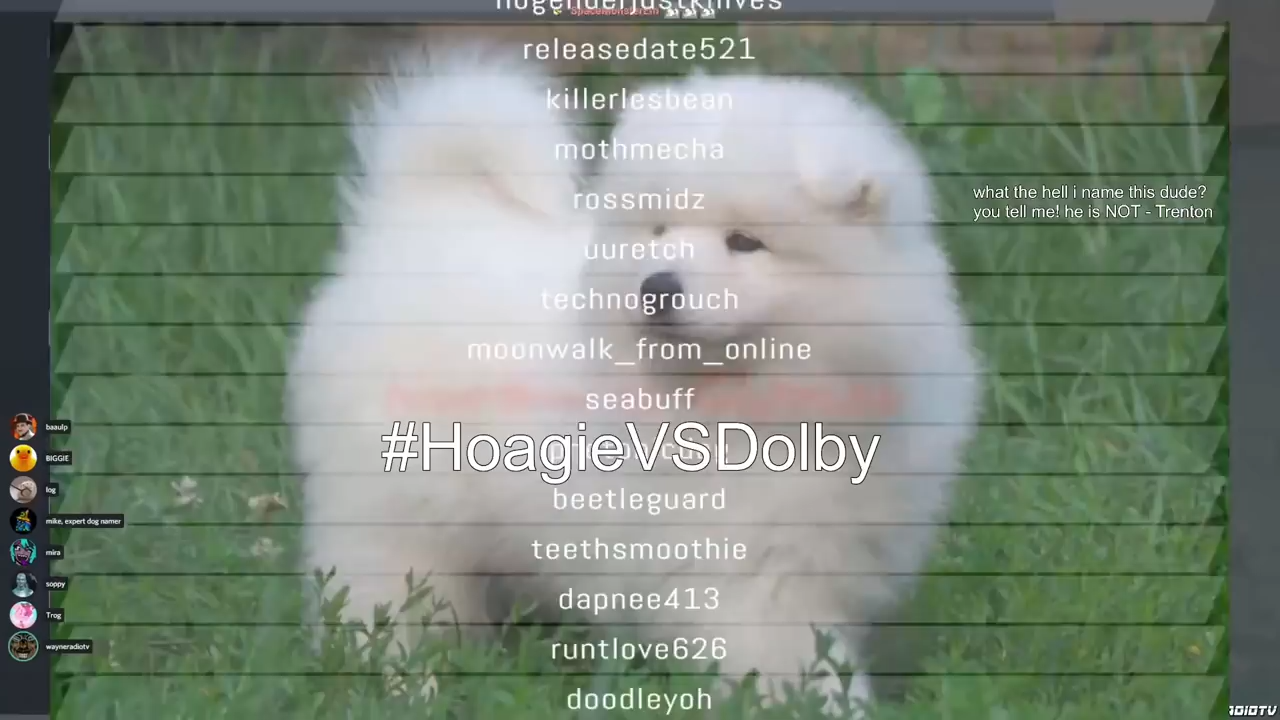 nogenderjustknives
spacemonsterEm
releasedate521
killerlesbean
mothmecha
rossmidz
what the hell i name this dude?
you tell me! he is NOT - Trenton
uuretch
technogrouch
moonwalk_from_online
seabuff
#HoagieVSDolby
beetleguard
teethsmoothie
dapnee413
runtlove626
doodleyoh
baaulp
BIGGIE
log
mike, expert dog namer
mira
soppy
Trog
wayneradiotv